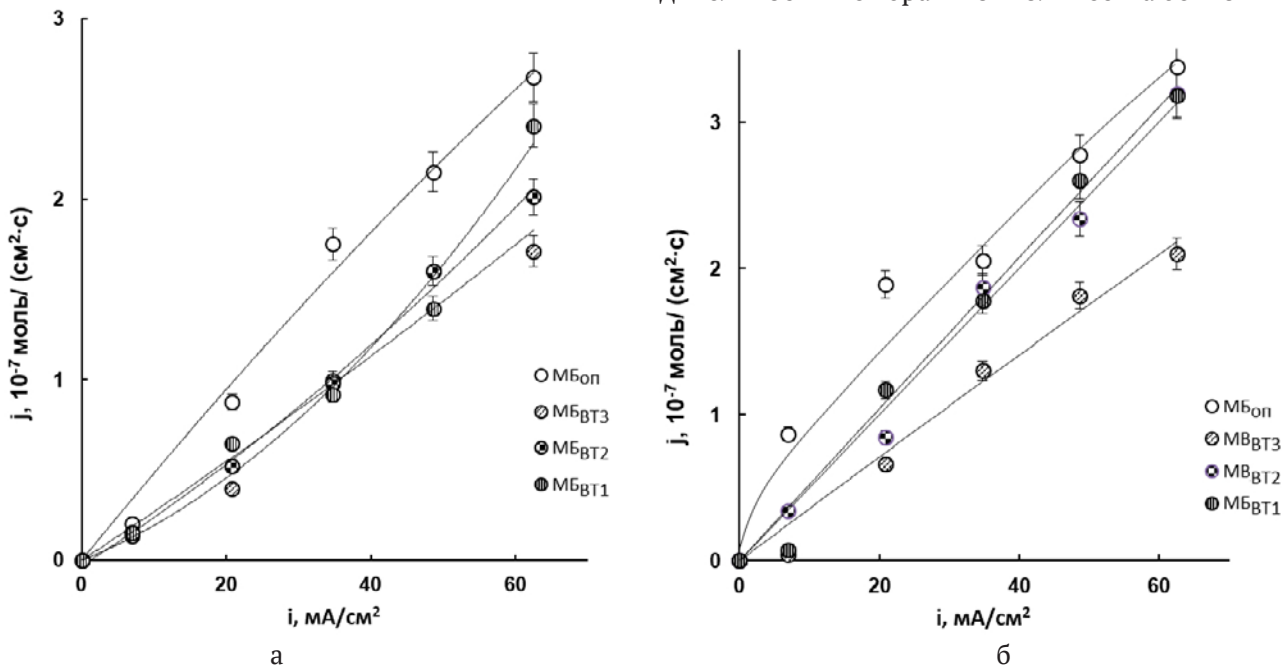 3
2
1
0
0
20
40
60
j, 10⁻⁷ моль/ (см²·с)
i, мА/см²
МБоп
МБВТ3
МБВТ2
МБВТ1
а
3
2
1
0
0
20
40
60
j, 10⁻⁷ моль/ (см²·с)
i, мА/см²
МБоп
МВВТ3
МВВТ2
МБВТ1
б